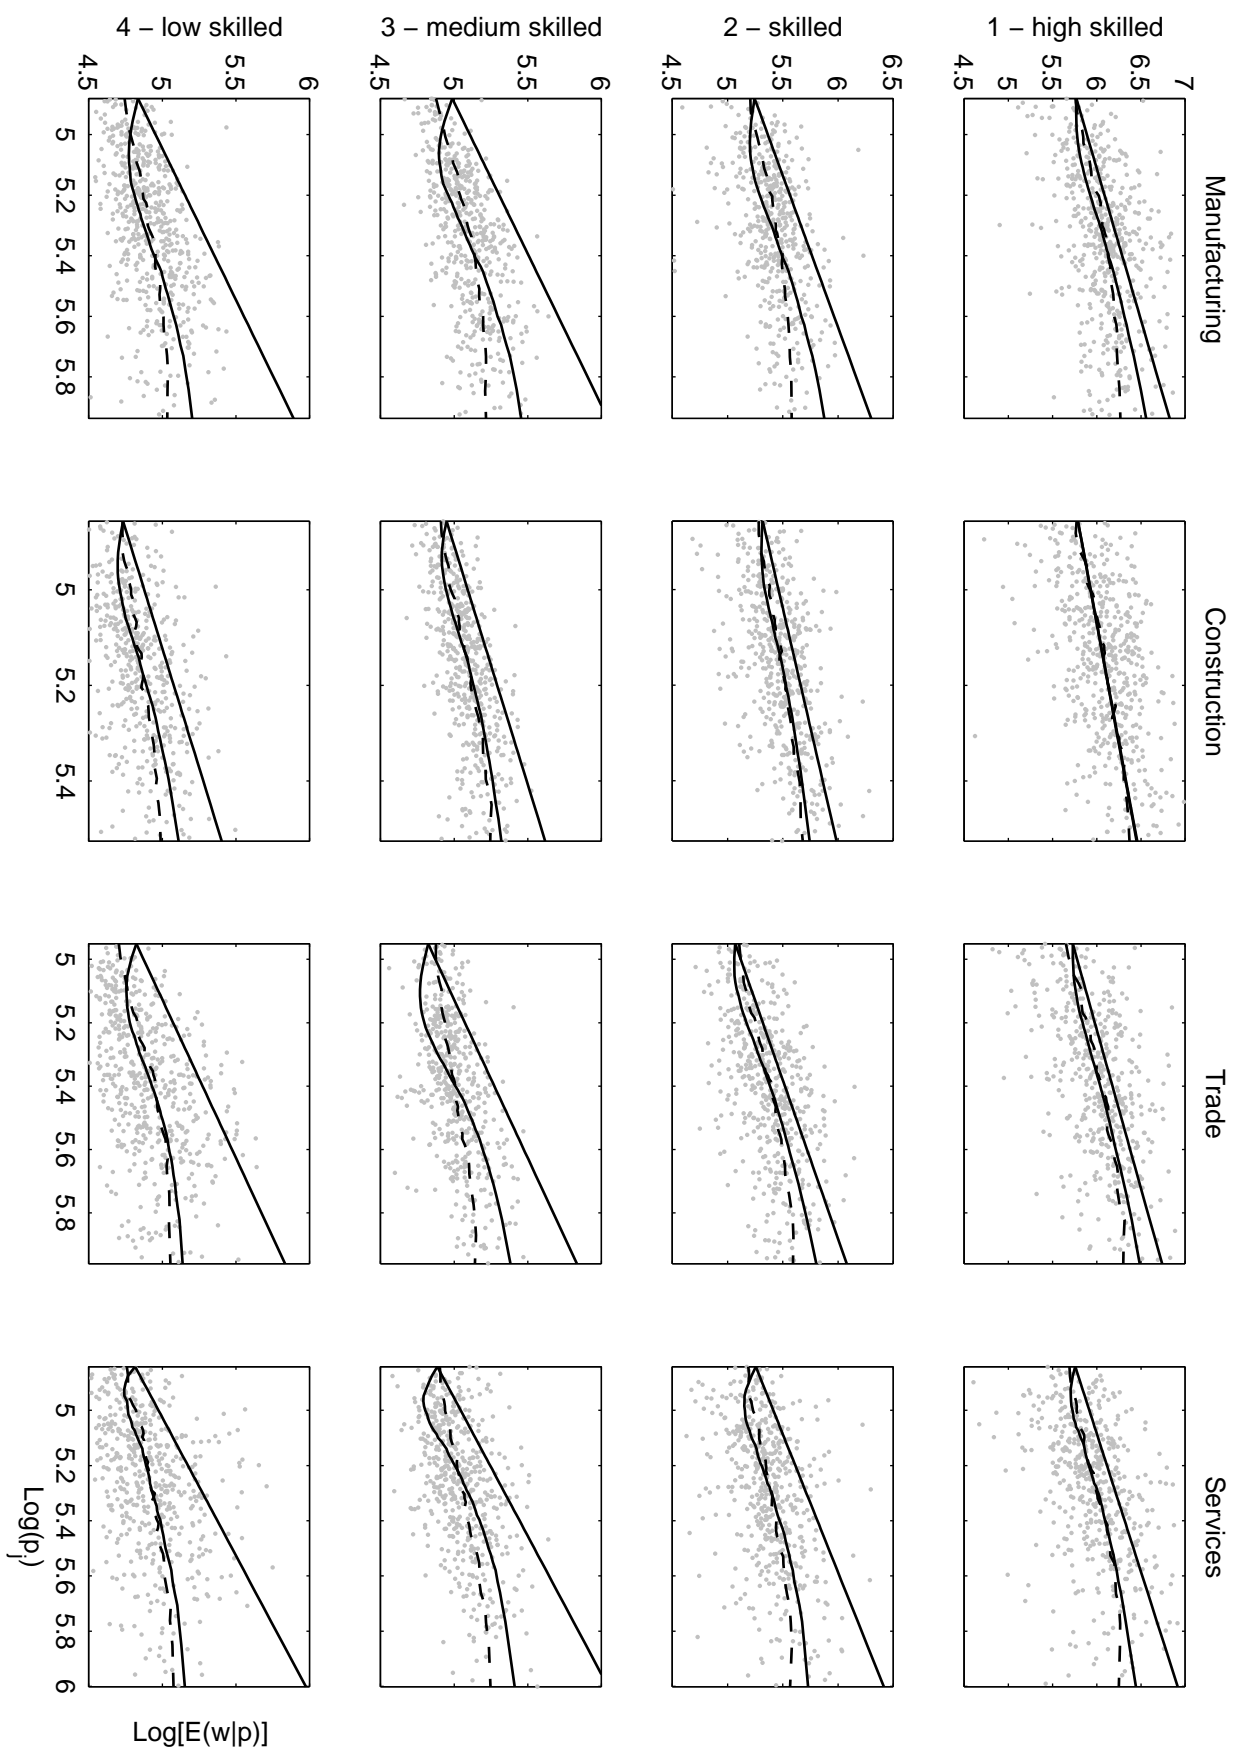 Manufacturing
Construction
Trade
Services
1 − high skilled
7
6.5
6
5.5
5
4.5
2 − skilled
6.5
6
5.5
5
4.5
3 − medium skilled
6
5.5
5
4.5
4 − low skilled
6
5.5
5
4.5
5 5.2 5.4 5.6 5.8
5 5.2 5.4
5 5.2 5.4 5.6 5.8
5 5.2 5.4 5.6 5.8 6
Log[E(w|p)]
Log(pj)